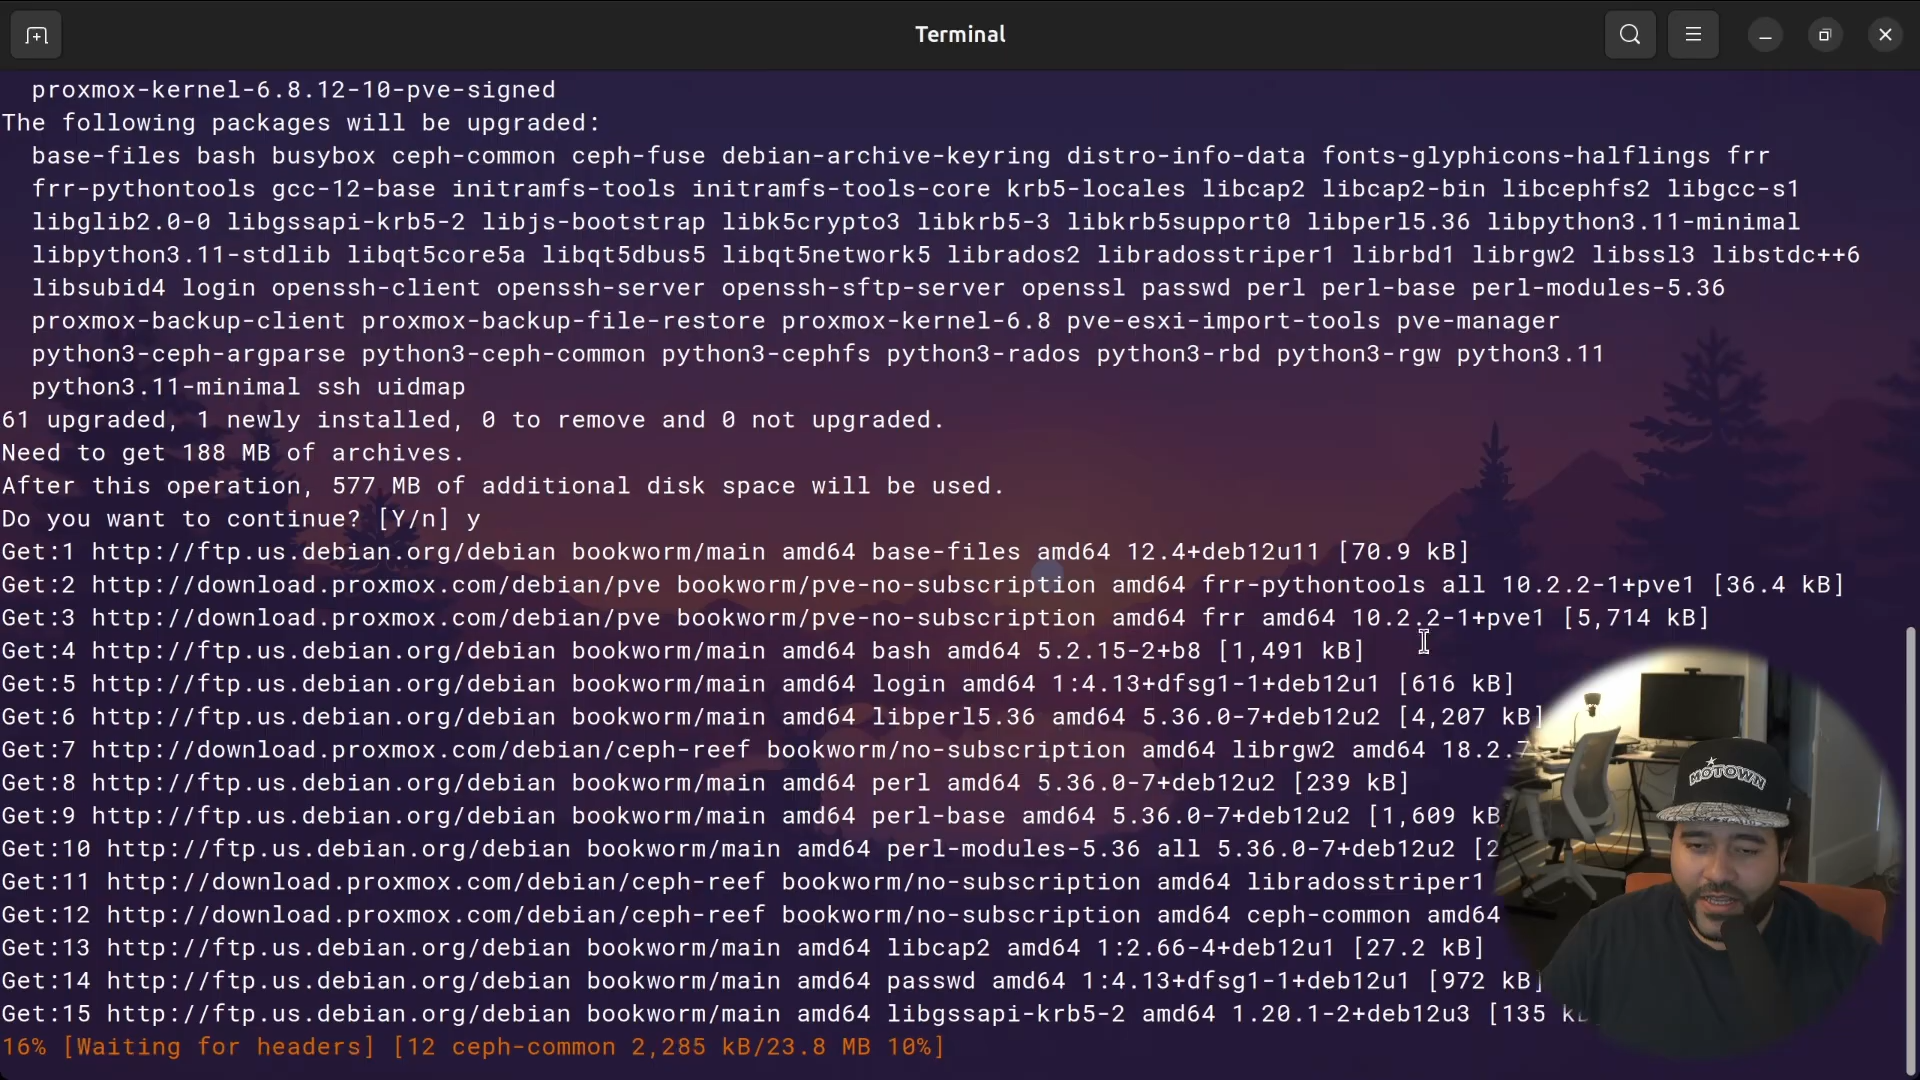 Terminal
proxmox-kernel-6.8.12-10-pve-signed
The following packages will be upgraded:
base-files bash busybox ceph-common ceph-fuse debian-archive-keyring distro-info-data fonts-glyphicons-halflings frr
frr-pythontools gcc-12-base initramfs-tools initramfs-tools-core krb5-locales libcap2 libcap2-bin libcephfs2 libgcc-s1
libglib2.0-0 libgssapi-krb5-2 libjs-bootstrap libk5crypto3 libkrb5-3 libkrb5support0 libperl5.36 libpython3.11-minimal
libpython3.11-stdlib libqt5core5a libqt5dbus5 libqt5network5 librados2 libradosstriper1 librbd1 librgw2 libssl3 libstdc++6
libsubid4 login openssh-client openssh-server openssh-sftp-server openssl passwd perl perl-base perl-modules-5.36
proxmox-backup-client proxmox-backup-file-restore proxmox-kernel-6.8 pve-esxi-import-tools pve-manager
python3-ceph-argparse python3-ceph-common python3-cephfs python3-rados python3-rbd python3-rgw python3.11
python3.11-minimal ssh uidmap
61 upgraded, 1 newly installed, 0 to remove and 0 not upgraded.
Need to get 188 MB of archives.
After this operation, 577 MB of additional disk space will be used.
Do you want to continue? [Y/n] y
Get:1 http://ftp.us.debian.org/debian bookworm/main amd64 base-files amd64 12.4+deb12u11 [70.9 kB]
Get:2 http://download.proxmox.com/debian/pve bookworm/pve-no-subscription amd64 frr-pythontools all 10.2.2-1+pve1 [36.4 kB]
Get:3 http://download.proxmox.com/debian/pve bookworm/pve-no-subscription amd64 frr amd64 10.2.2-1+pve1 [5,714 kB]
Get:4 http://ftp.us.debian.org/debian bookworm/main amd64 bash amd64 5.2.15-2+b8 [1,491 kB]
Get:5 http://ftp.us.debian.org/debian bookworm/main amd64 login amd64 1:4.13+dfsg1-1+deb12u1 [616 kB]
Get:6 http://ftp.us.debian.org/debian bookworm/main amd64 libperl5.36 amd64 5.36.0-7+deb12u2 [4,207 kB]
Get:7 http://download.proxmox.com/debian/ceph-reef bookworm/no-subscription amd64 librgw2 amd64 18.2.7
Get:8 http://ftp.us.debian.org/debian bookworm/main amd64 perl amd64 5.36.0-7+deb12u2 [239 kB]
Get:9 http://ftp.us.debian.org/debian bookworm/main amd64 perl-base amd64 5.36.0-7+deb12u2 [1,609 kB
Get:10 http://ftp.us.debian.org/debian bookworm/main amd64 perl-modules-5.36 all 5.36.0-7+deb12u2 [2
Get:11 http://download.proxmox.com/debian/ceph-reef bookworm/no-subscription amd64 libradosstriper1
Get:12 http://download.proxmox.com/debian/ceph-reef bookworm/no-subscription amd64 ceph-common amd64
Get:13 http://ftp.us.debian.org/debian bookworm/main amd64 libcap2 amd64 1:2.66-4+deb12u1 [27.2 kB]
Get:14 http://ftp.us.debian.org/debian bookworm/main amd64 passwd amd64 1:4.13+dfsg1-1+deb12u1 [972 kB]
Get:15 http://ftp.us.debian.org/debian bookworm/main amd64 libgssapi-krb5-2 amd64 1.20.1-2+deb12u3 [135 kB
16% [Waiting for headers] [12 ceph-common 2,285 kB/23.8 MB 10%]
MOTOWN